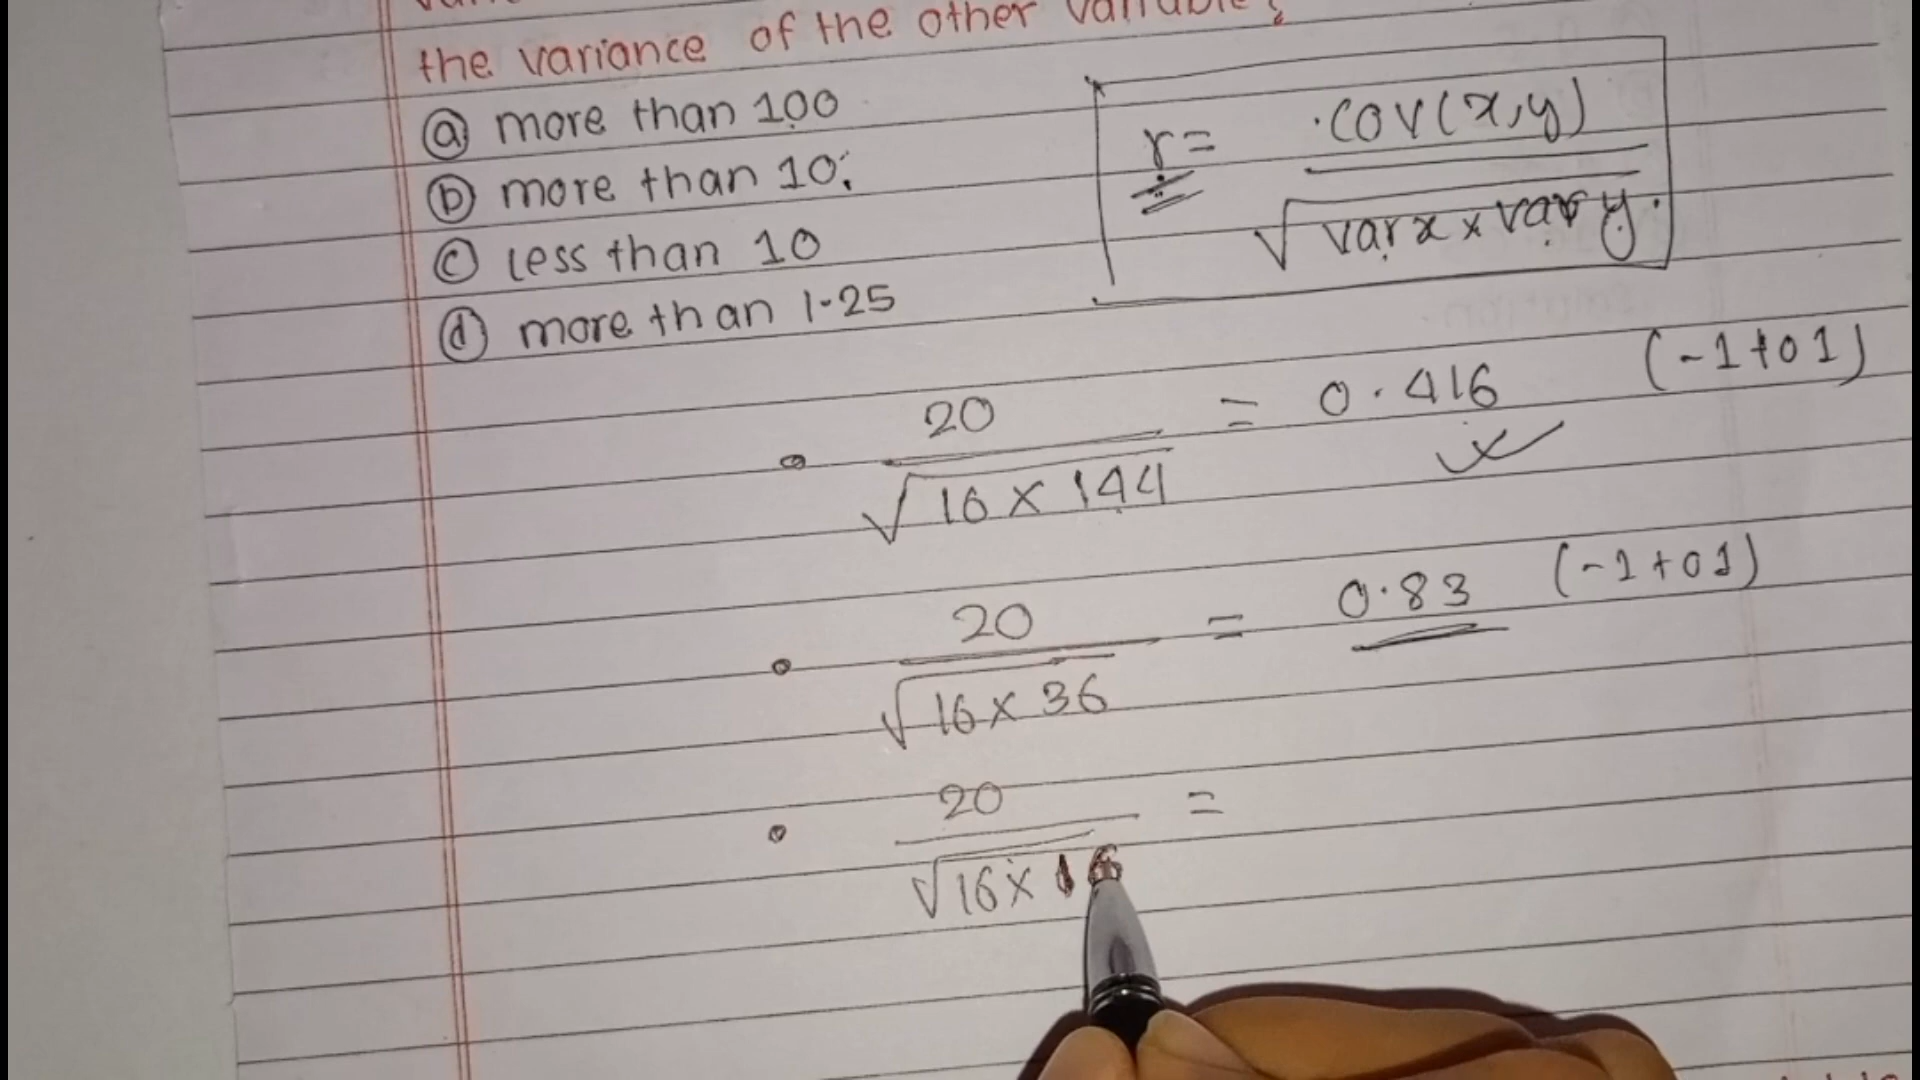 the variance of the other variable?
ⓐ more than 100
ⓑ more than 10
ⓒ less than 10
ⓓ more than 1.25
r = cov(x,y)
√var x × var y
20
√16 × 144
= 0.416 (-1 to 1)
20
√16 × 36
= 0.83 (-1 to 1)
20
√16 × 16
=